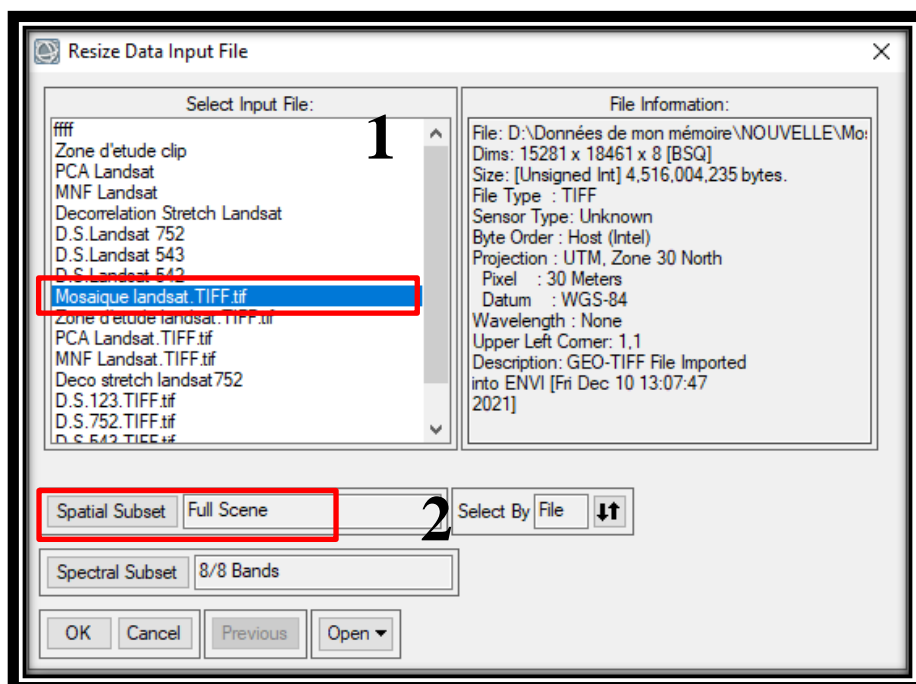 Resize Data Input File
Select Input File:
1
ffff
Zone d'etude clip
PCA Landsat
MNF Landsat
Decorrelation Stretch Landsat
D.S.Landsat 752
D.S.Landsat 543
D.S.Landsat 542
Mosaique landsat.TIFF.tif
Zone d'etude landsat.TIFF.tif
PCA Landsat.TIFF.tif
MNF Landsat.TIFF.tif
Deco stretch landsat752
D.S.123.TIFF.tif
D.S.752.TIFF.tif
D.S.543.TIFF.tif
File Information:
File: D:\Données de mon mémoire\NOUVELLE\Mo
Dims: 15281 x 18461 x 8 [BSQ]
Size: [Unsigned Int] 4,516,004,235 bytes.
File Type : TIFF
Sensor Type: Unknown
Byte Order : Host (Intel)
Projection : UTM, Zone 30 North
Pixel : 30 Meters
Datum : WGS-84
Wavelength : None
Upper Left Corner: 1,1
Description: GEO-TIFF File Imported
into ENVI [Fri Dec 10 13:07:47
2021]
Spatial Subset Full Scene
2
Select By File
Spectral Subset 8/8 Bands
OK Cancel Previous Open